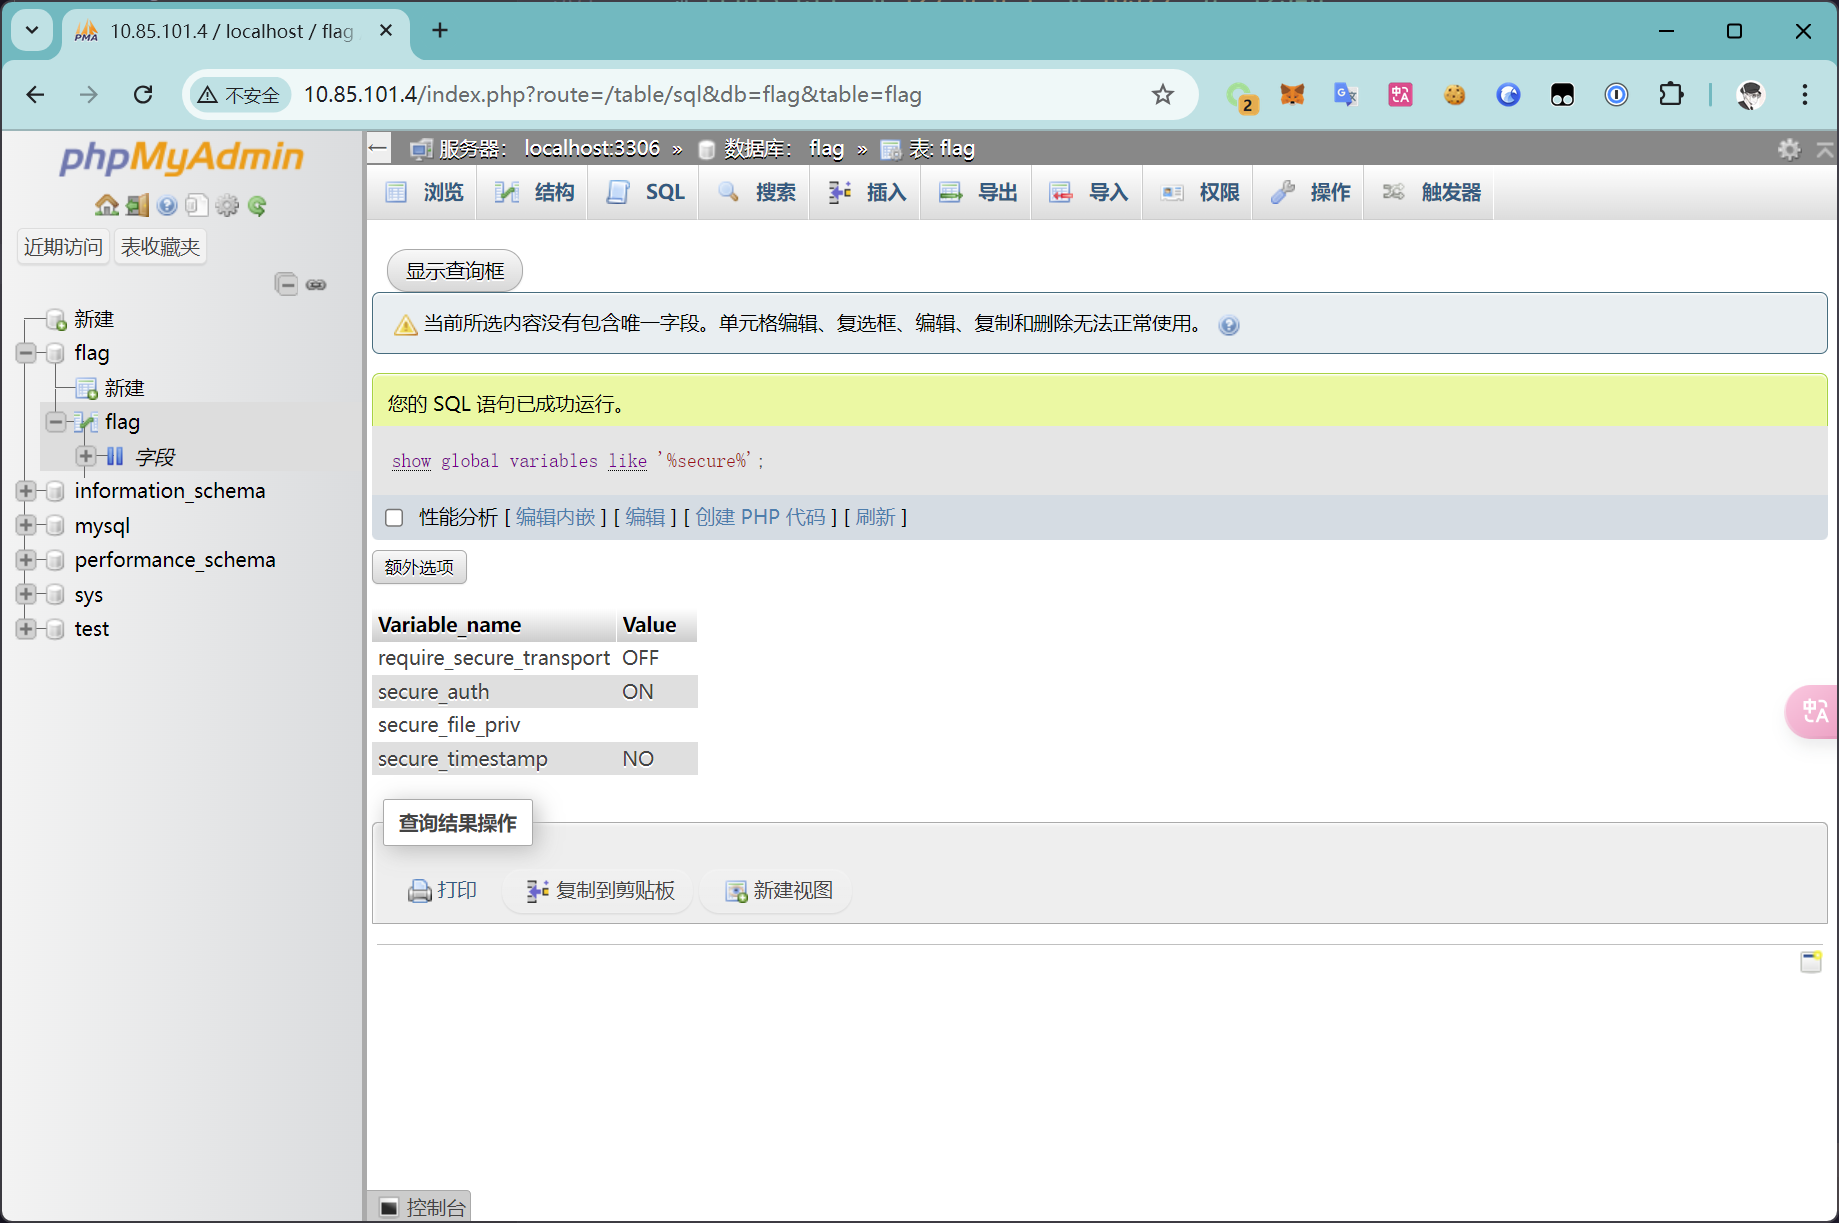 PMA 10.85.101.4 / localhost / flag
不安全 10.85.101.4/index.php?route=/table/sql&db=flag&table=flag
2
phpMyAdmin
近期访问 表收藏夹
新建
flag
新建
flag
字段
information_schema
mysql
performance_schema
sys
test
服务器: localhost:3306 » 数据库: flag » 表: flag
浏览 结构 SQL 搜索 插入 导出 导入 权限 操作 触发器
显示查询框
当前所选内容没有包含唯一字段。单元格编辑、复选框、编辑、复制和删除无法正常使用。
您的 SQL 语句已成功运行。
show global variables like '%secure%';
性能分析 [ 编辑内嵌 ] [ 编辑 ] [ 创建 PHP 代码 ] [ 刷新 ]
额外选项
Variable_name Value
require_secure_transport OFF
secure_auth ON
secure_file_priv
secure_timestamp NO
查询结果操作
打印 复制到剪贴板 新建视图
控制台